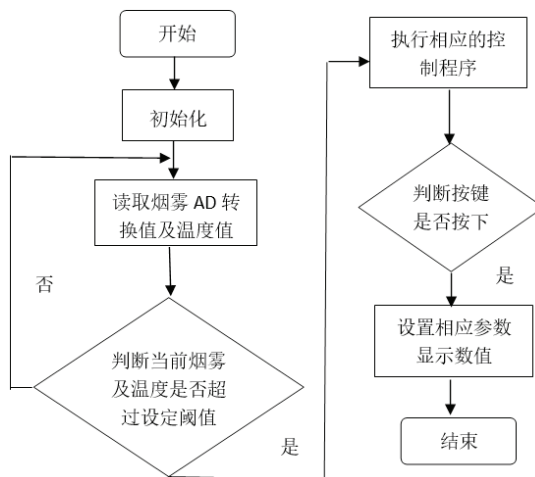 开始
初始化
读取烟雾 AD 转
换值及温度值
否
判断当前烟雾
及温度是否超
过设定阈值
是
执行相应的控
制程序
判断按键
是否按下
是
设置相应参数
显示数值
结束